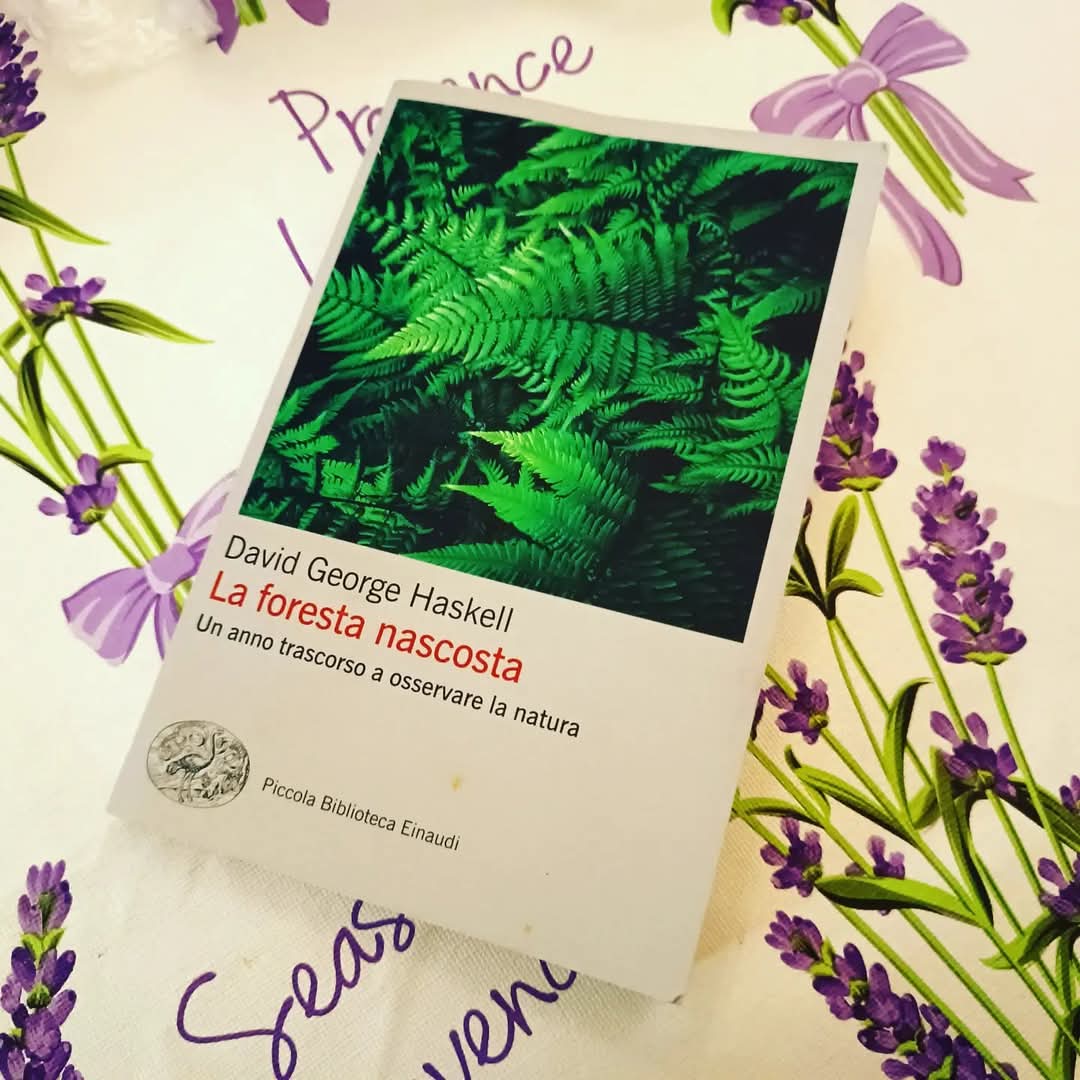 David George Haskell
La foresta nascosta
Un anno trascorso a osservare la natura
Piccola Biblioteca Einaudi